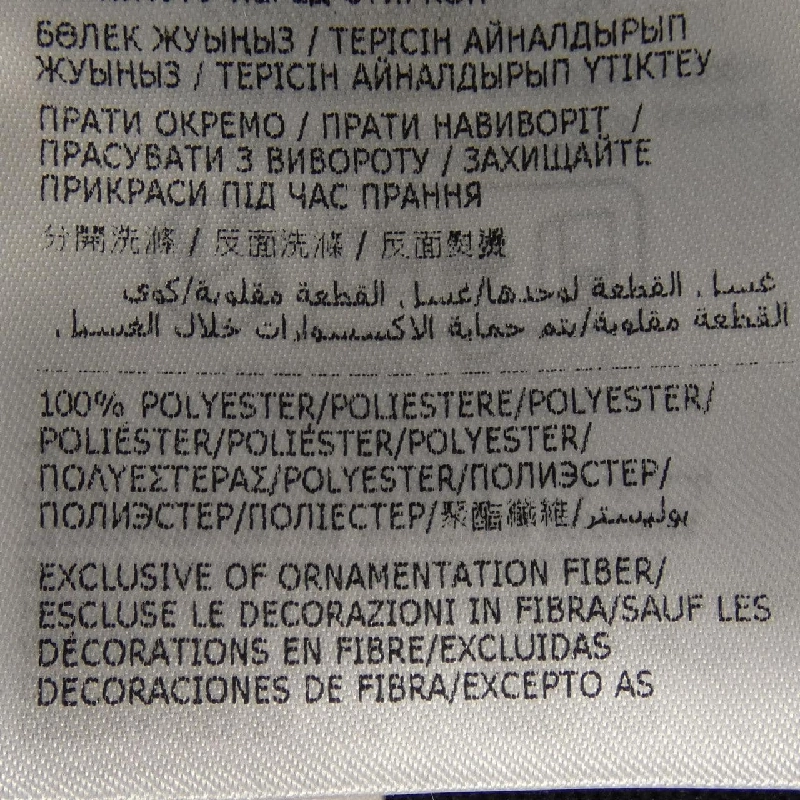 БӨЛЕК ЖУЫҢЫЗ / ТЕРІСІН АЙНАЛДЫРЫП
ЖУЫҢЫЗ / ТЕРІСІН АЙНАЛДЫРЫП ҮТІКТЕУ
ПРАТИ ОКРЕМО / ПРАТИ НАВИВОРІТ /
ПРАСУВАТИ З ВИВОРОТУ / ЗАХИЩАЙТЕ
ПРИКРАСИ ПІД ЧАС ПРАННЯ
分開洗滌 / 反面洗滌 / 反面熨燙
غسل القطعة لوحدها/غسل القطعة مقلوبة/كوي
القطعة مقلوبة/يتم حماية الاكسسوارات خلال الغسيل.
100% POLYESTER/POLIESTERE/POLYESTER/
POLIÉSTER/POLIÉSTER/POLYESTER/
ΠΟΛΥΕΣΤΕΡΑΣ/POLYESTER/ПОЛИЭСТЕР/
ПОЛИЭСТЕР/ПОЛІЕСТЕР/聚酯纖維/بوليستر
EXCLUSIVE OF ORNAMENTATION FIBER/
ESCLUSE LE DECORAZIONI IN FIBRA/SAUF LES
DÉCORATIONS EN FIBRE/EXCLUIDAS
DECORACIONES DE FIBRA/EXCEPTO AS